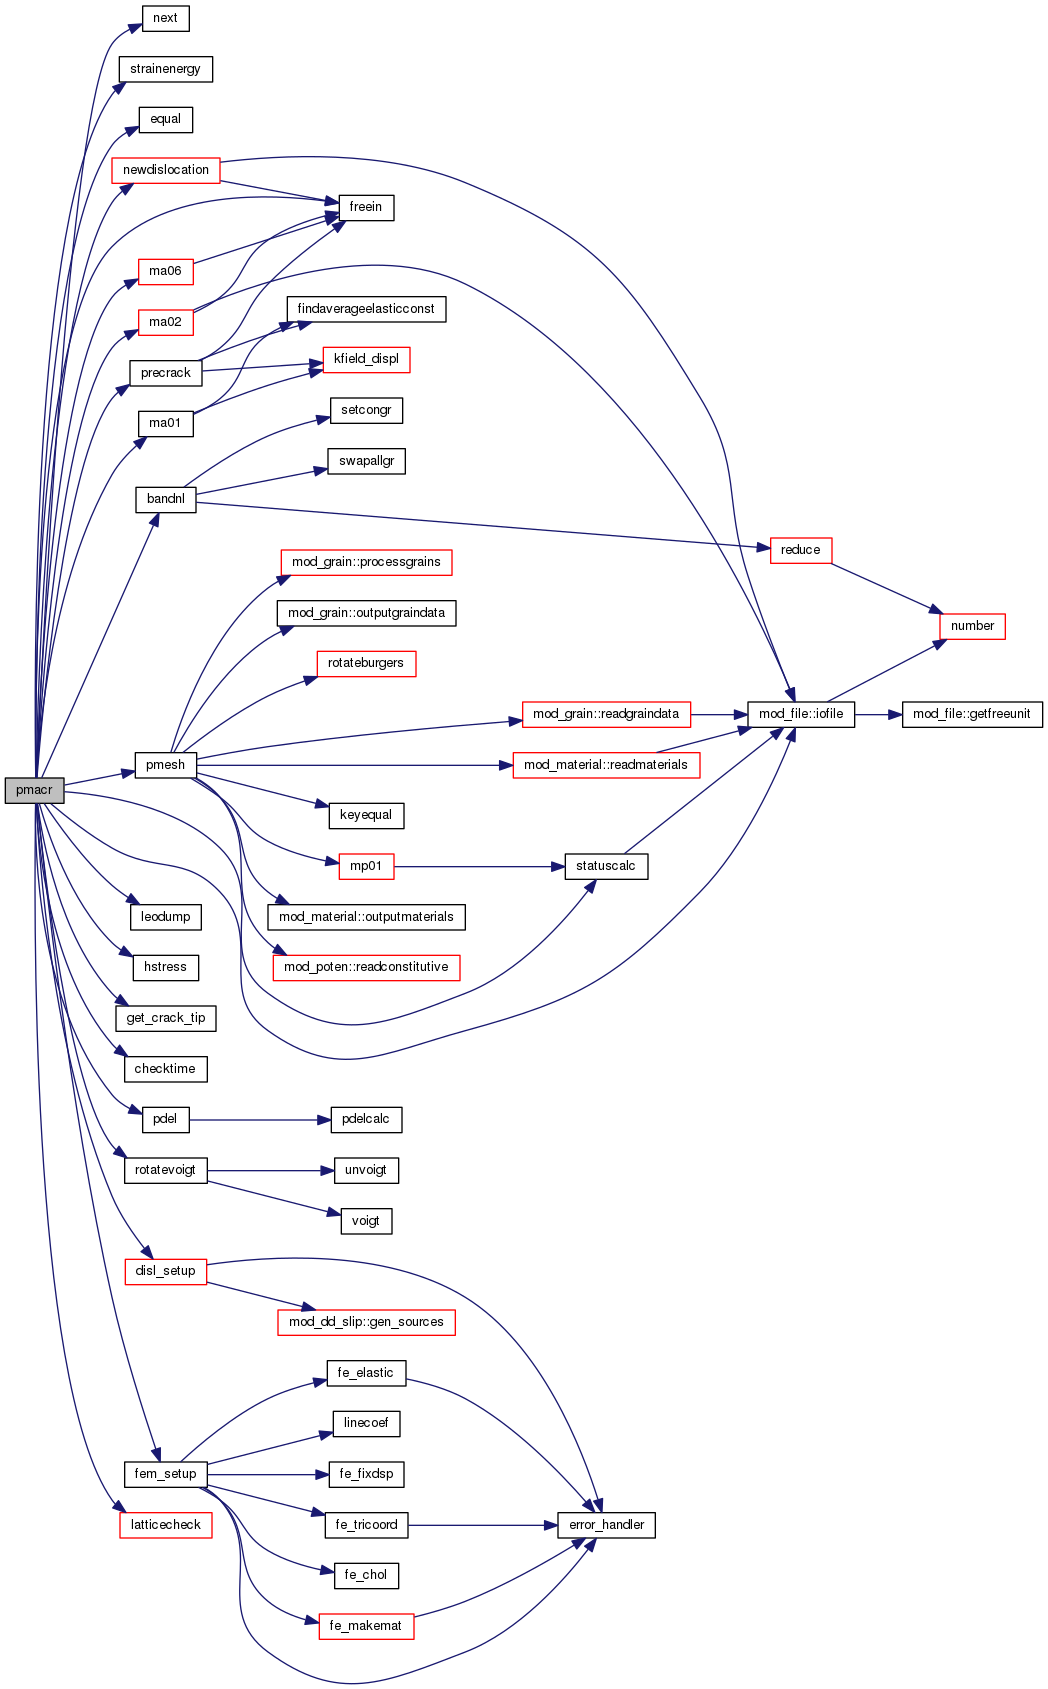 next
strainenergy
equal
newdislocation
freein
ma06
findaverageelasticconst
ma02
kfield_displ
precrack
setcongr
ma01
swapallgr
bandnl
reduce
mod_grain::processgrains
mod_grain::outputgraindata
number
rotateburgers
mod_grain::readgraindata
mod_file::iofile
mod_file::getfreeunit
pmesh
mod_material::readmaterials
pmacr
keyequal
mp01
statuscalc
leodump
mod_material::outputmaterials
hstress
mod_poten::readconstitutive
get_crack_tip
checktime
pdel
pdelcalc
rotatevoigt
unvoigt
voigt
disl_setup
mod_dd_slip::gen_sources
fe_elastic
linecoef
fem_setup
fe_fixdsp
latticecheck
fe_tricoord
error_handler
fe_chol
fe_makemat